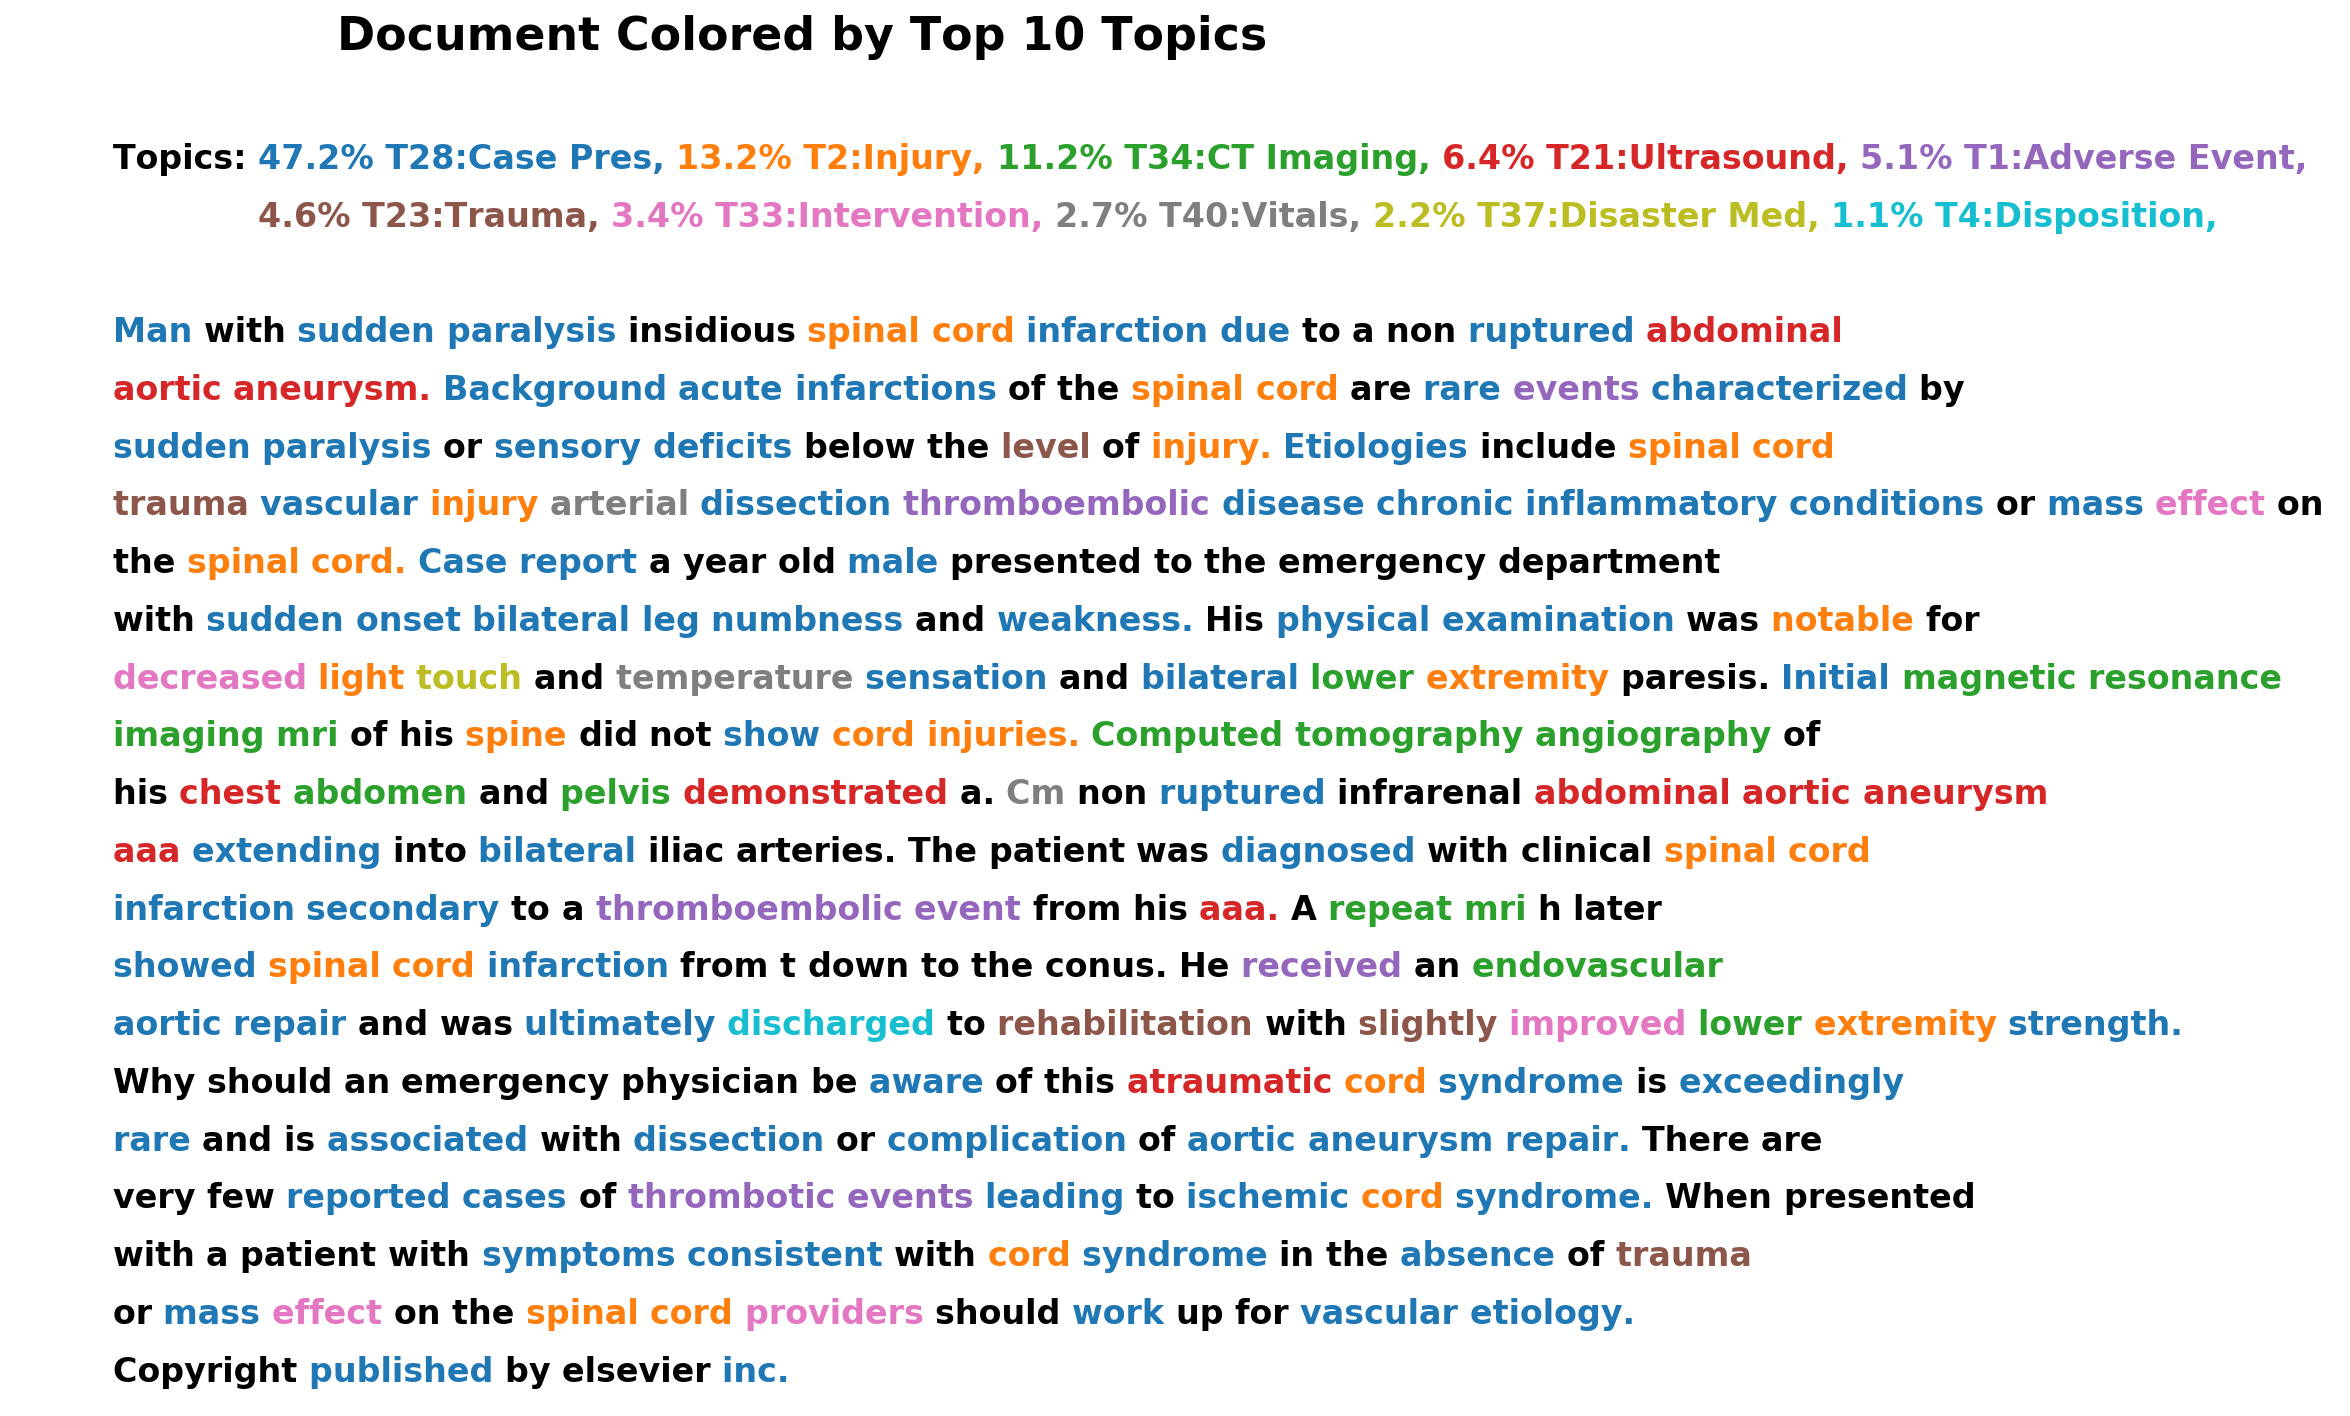 Document Colored by Top 10 Topics
Topics: 47.2% T28:Case Pres, 13.2% T2:Injury, 11.2% T34:CT Imaging, 6.4% T21:Ultrasound, 5.1% T1:Adverse Event,
4.6% T23:Trauma, 3.4% T33:Intervention, 2.7% T40:Vitals, 2.2% T37:Disaster Med, 1.1% T4:Disposition,
Man with sudden paralysis insidious spinal cord infarction due to a non ruptured abdominal
aortic aneurysm. Background acute infarctions of the spinal cord are rare events characterized by
sudden paralysis or sensory deficits below the level of injury. Etiologies include spinal cord
trauma vascular injury arterial dissection thromboembolic disease chronic inflammatory conditions or mass effect on
the spinal cord. Case report a year old male presented to the emergency department
with sudden onset bilateral leg numbness and weakness. His physical examination was notable for
decreased light touch and temperature sensation and bilateral lower extremity paresis. Initial magnetic resonance
imaging mri of his spine did not show cord injuries. Computed tomography angiography of
his chest abdomen and pelvis demonstrated a. Cm non ruptured infrarenal abdominal aortic aneurysm
aaa extending into bilateral iliac arteries. The patient was diagnosed with clinical spinal cord
infarction secondary to a thromboembolic event from his aaa. A repeat mri h later
showed spinal cord infarction from t down to the conus. He received an endovascular
aortic repair and was ultimately discharged to rehabilitation with slightly improved lower extremity strength.
Why should an emergency physician be aware of this atraumatic cord syndrome is exceedingly
rare and is associated with dissection or complication of aortic aneurysm repair. There are
very few reported cases of thrombotic events leading to ischemic cord syndrome. When presented
with a patient with symptoms consistent with cord syndrome in the absence of trauma
or mass effect on the spinal cord providers should work up for vascular etiology.
Copyright published by elsevier inc.